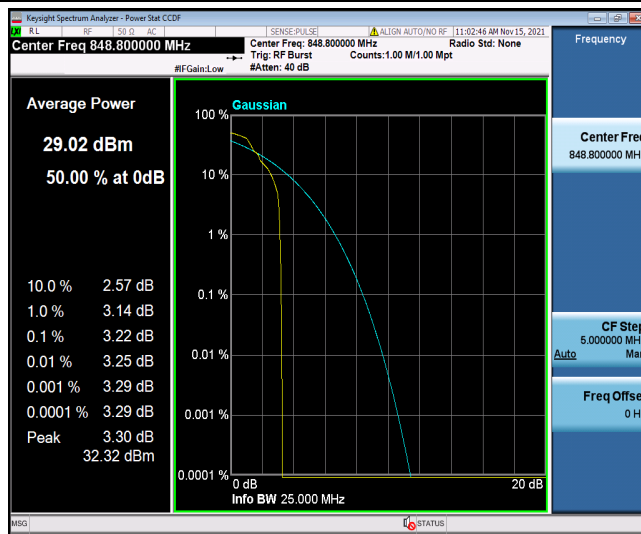 Keysight Spectrum Analyzer - Power Stat CCDF
LXI RL RF 50 Ω AC SENSE:PULSE ALIGN AUTO/NO RF 11:02:46 AM Nov 15, 2021
Center Freq 848.800000 MHz
Center Freq: 848.800000 MHz Radio Std: None
Trig: RF Burst Counts:1.00 M/1.00 Mpt
#IFGain:Low #Atten: 40 dB
Frequency
Average Power
29.02 dBm
50.00 % at 0dB
10.0 % 2.57 dB
1.0 % 3.14 dB
0.1 % 3.22 dB
0.01 % 3.25 dB
0.001 % 3.29 dB
0.0001 % 3.29 dB
Peak 3.30 dB
32.32 dBm
Gaussian
100 %
10 %
1 %
0.1 %
0.01 %
0.001 %
0.0001 %
0 dB 20 dB
Info BW 25.000 MHz
Center Fre
848.800000 MH
CF Step
5.000000 MH
Auto Ma
Freq Offse
0 H
MSG STATUS